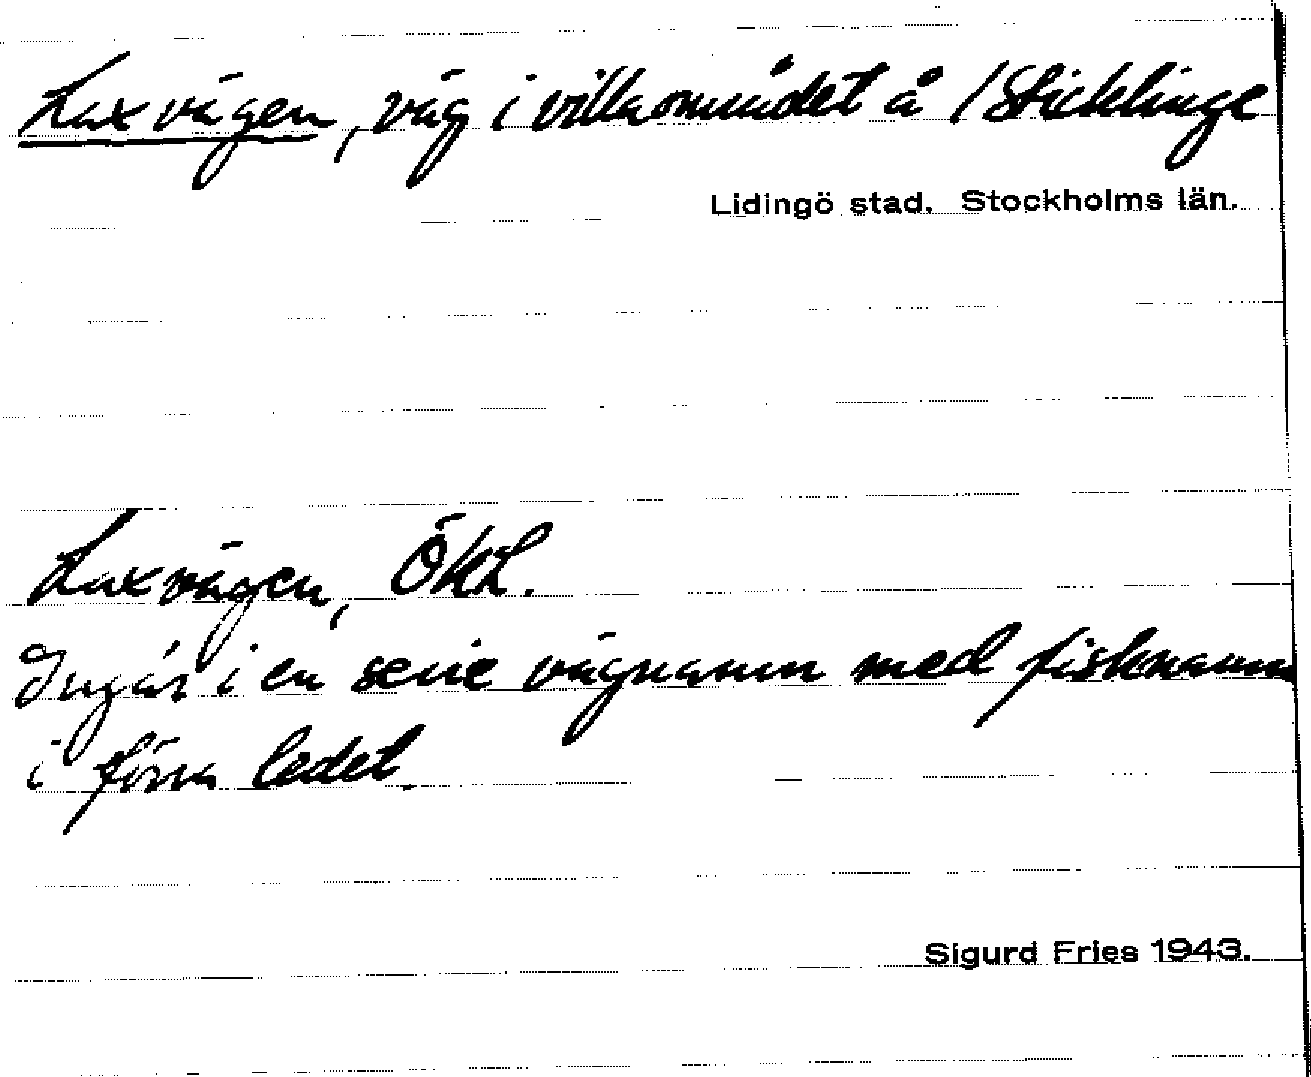 Laxvägen, väg i villaområdet å /Sticklinge
Lidingö stad. Stockholms län.
Laxvägen, ÖKL.
Ingår i en serie vägnamn med fisknamn
i förra ledet.
Sigurd Fries 1943.